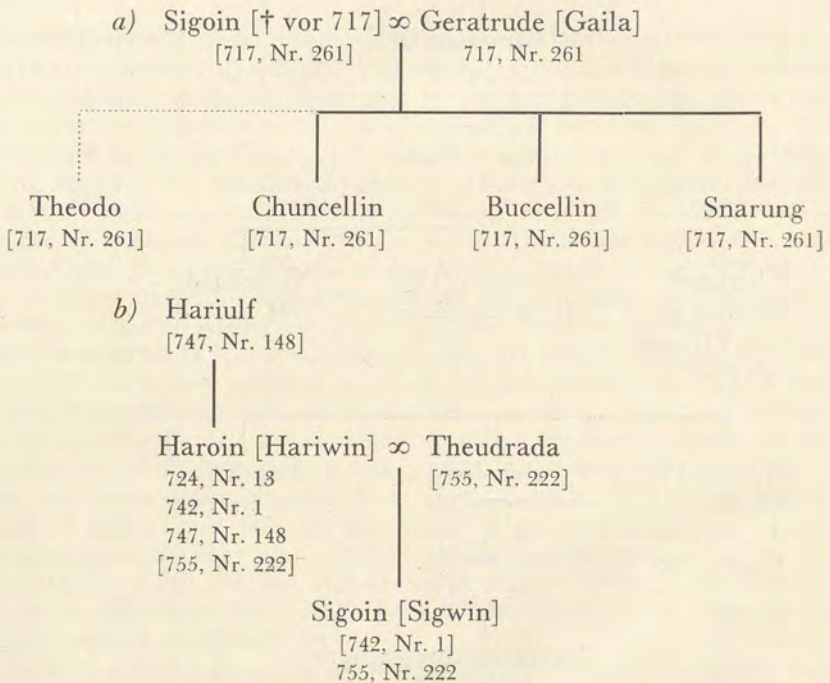 a) Sigoin [† vor 717] ∞ Geratrude [Gaila]
[717, Nr. 261] 717, Nr. 261
Theodo Chuncellin Buccellin Snarung
[717, Nr. 261] [717, Nr. 261] [717, Nr. 261] [717, Nr. 261]
b) Hariulf
[747, Nr. 148]
Haroin [Hariwin] ∞ Theudrada
724, Nr. 13 [755, Nr. 222]
742, Nr. 1
747, Nr. 148
[755, Nr. 222]
Sigoin [Sigwin]
[742, Nr. 1]
755, Nr. 222